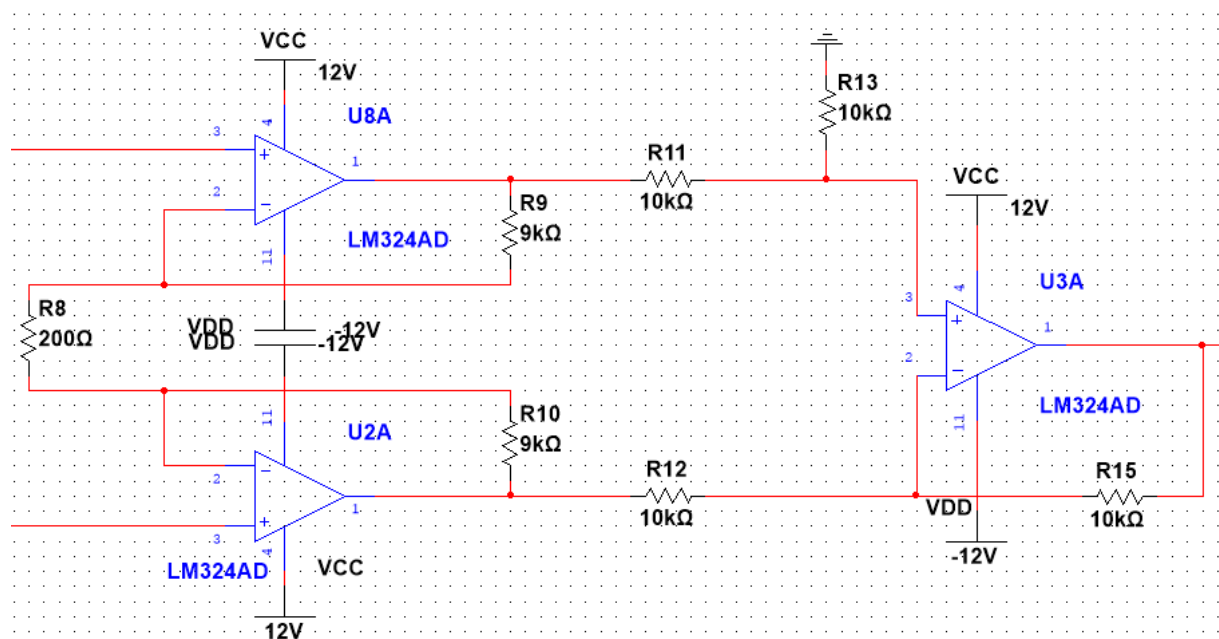 VCC
12V
R13
10kΩ
4
U8A
3
+
1
R11
10kΩ
2
−
VCC
12V
R9
9kΩ
LM324AD
11
U3A
4
3
+
1
R8
200Ω
VDD
-12V
VDD
-12V
2
−
LM324AD
11
11
R10
9kΩ
U2A
2
−
R12
10kΩ
R15
10kΩ
1
+
3
VDD
4
LM324AD
VCC
-12V
12V